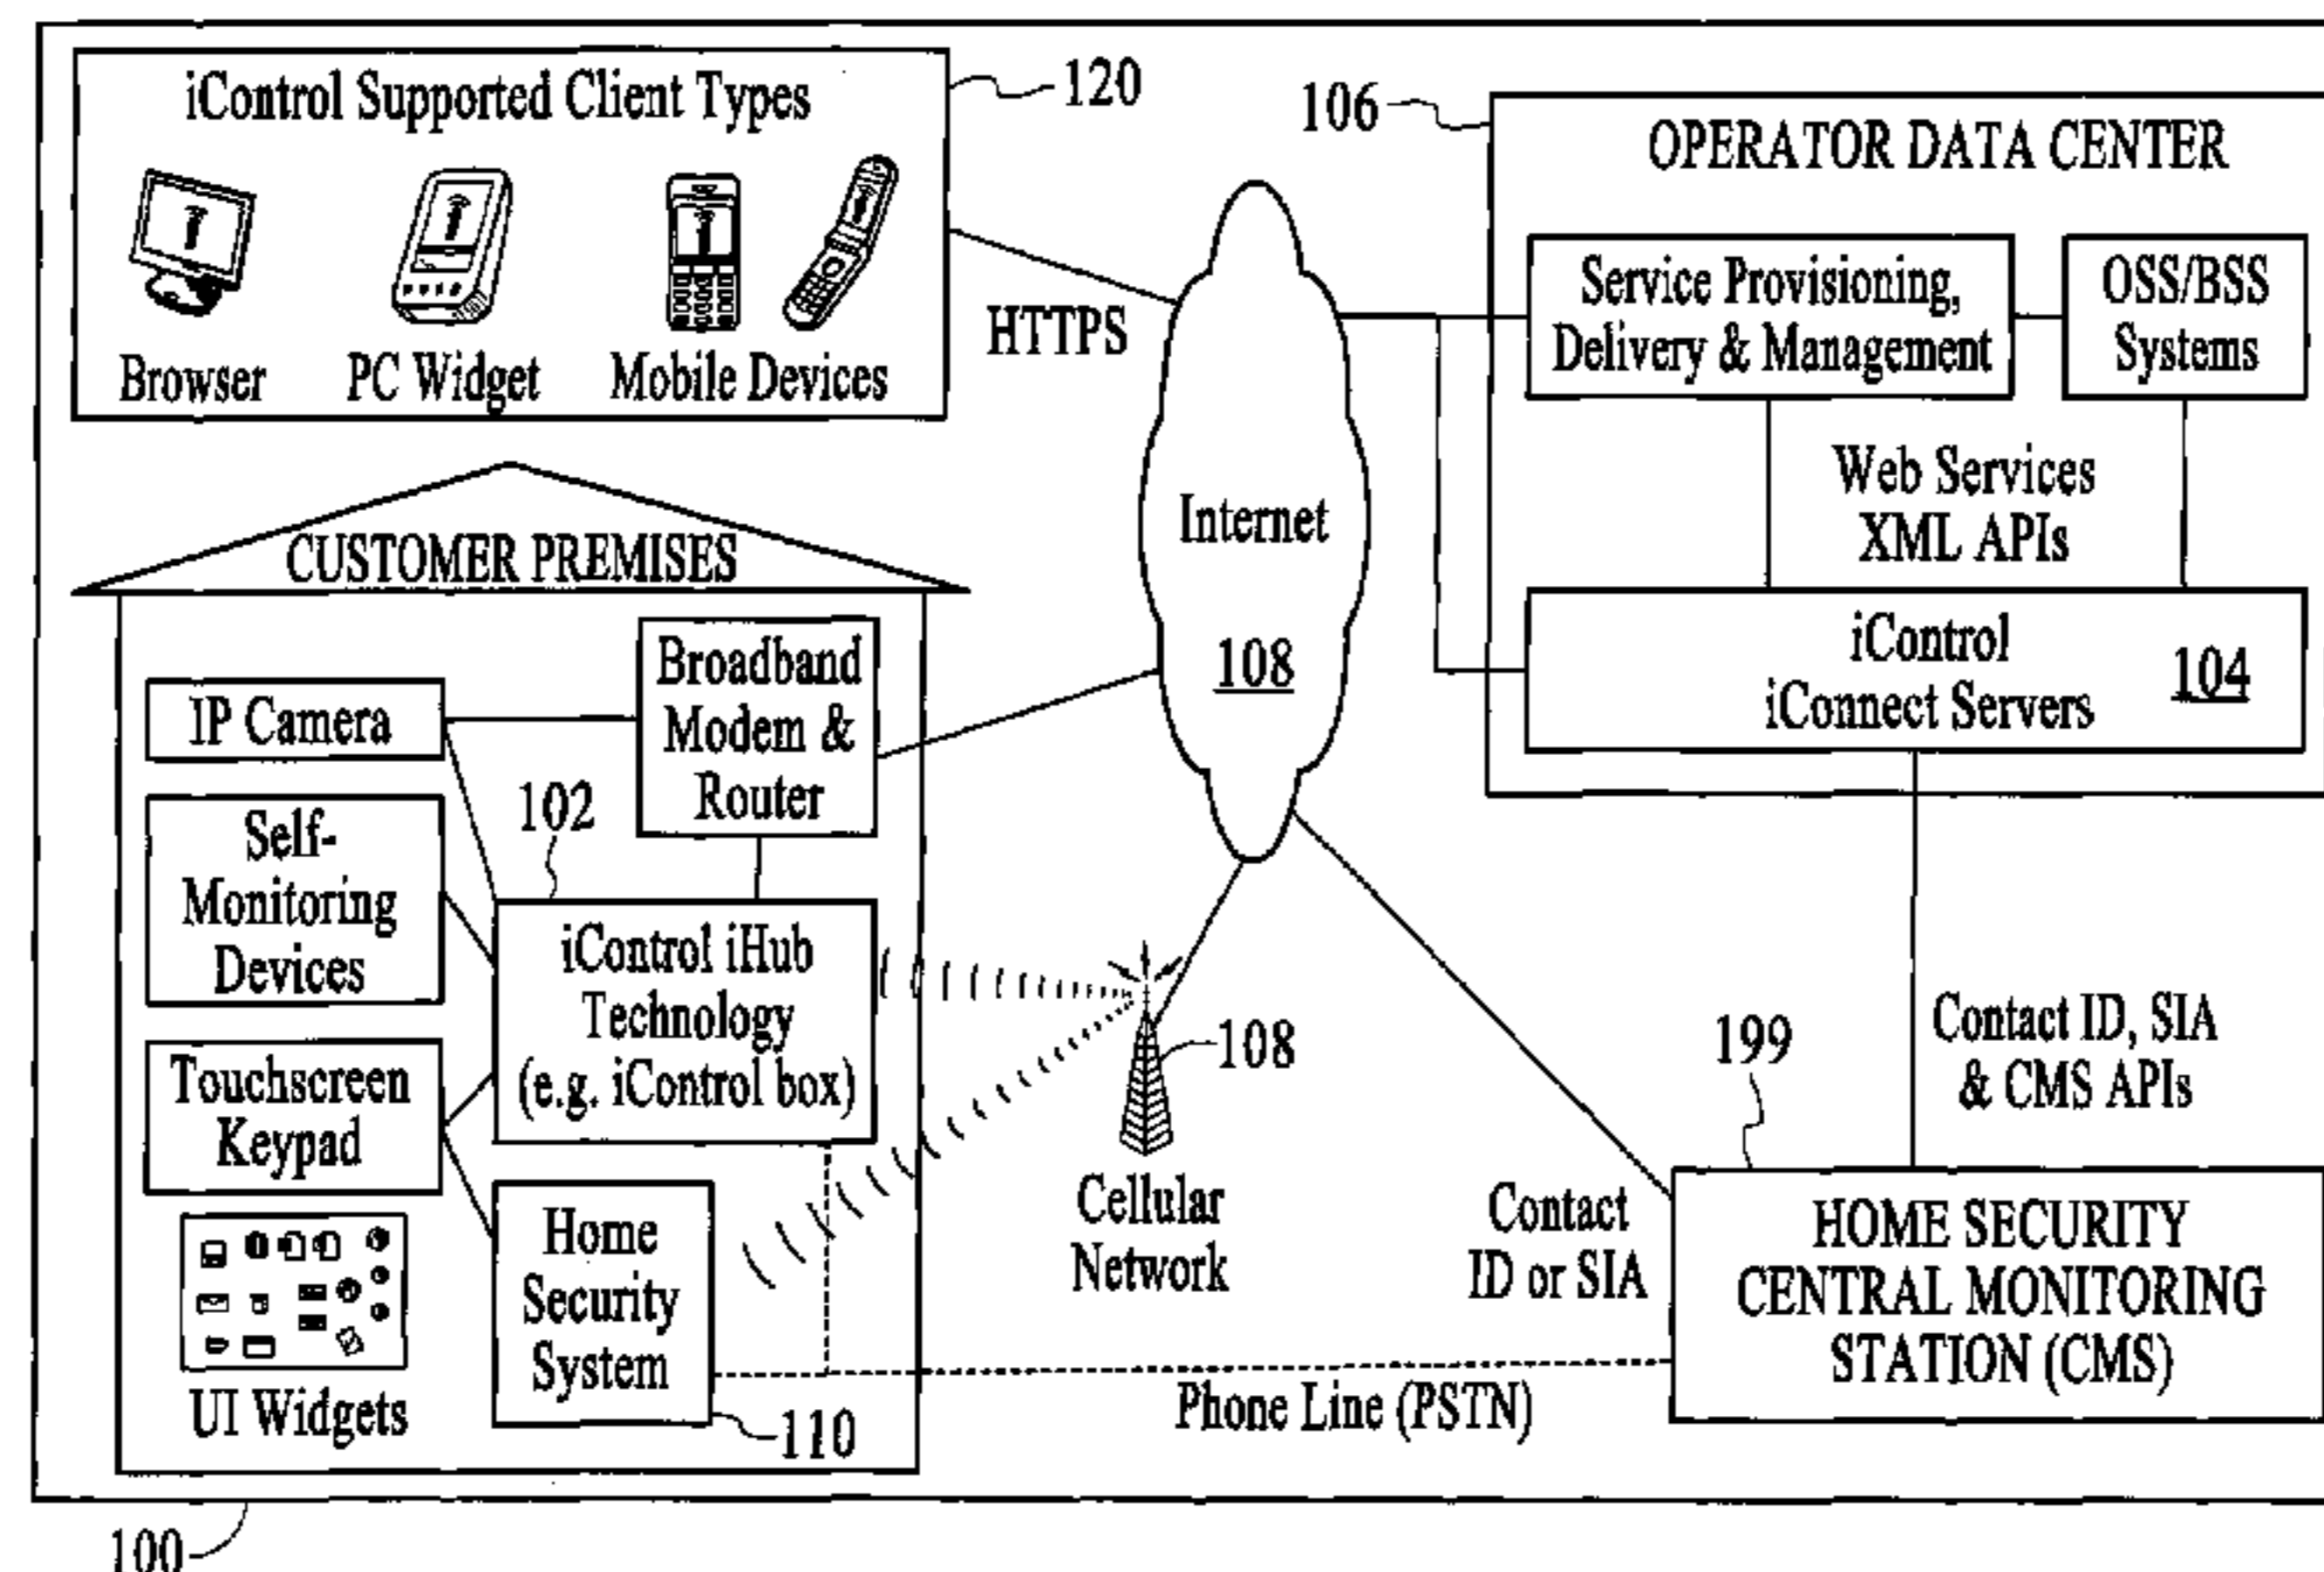 iControl Supported Client Types
120
Browser
PC Widget
Mobile Devices
HTTPS
106
OPERATOR DATA CENTER
Service Provisioning,
Delivery & Management
OSS/BSS
Systems
Web Services
XML APIs
iControl
iConnect Servers
104
Internet
108
CUSTOMER PREMISES
Broadband
Modem &
Router
IP Camera
102
Self-
Monitoring
Devices
iControl iHub
Technology
(e.g. iControl box)
Touchscreen
Keypad
Home
Security
System
UI Widgets
110
108
Cellular
Network
Contact ID, SIA
& CMS APIs
199
Contact
ID or SIA
HOME SECURITY
CENTRAL MONITORING
STATION (CMS)
Phone Line (PSTN)
100